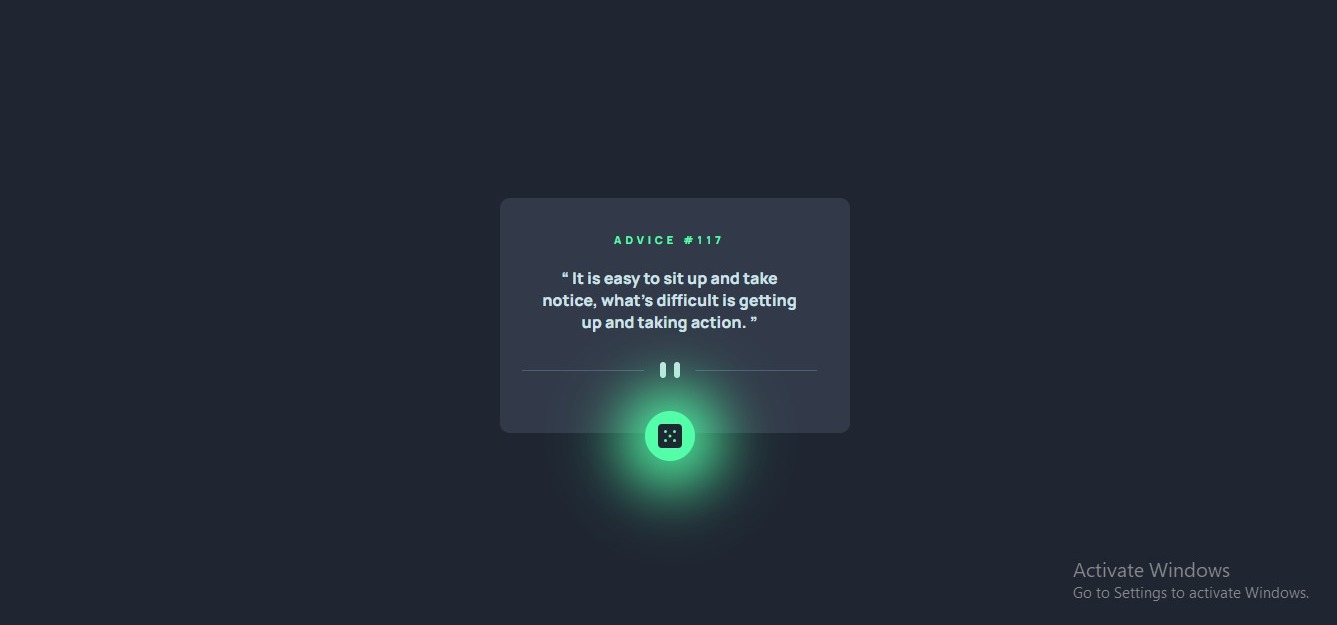 ADVICE #117
“ It is easy to sit up and take
notice, what’s difficult is getting
up and taking action. ”
Activate Windows
Go to Settings to activate Windows.